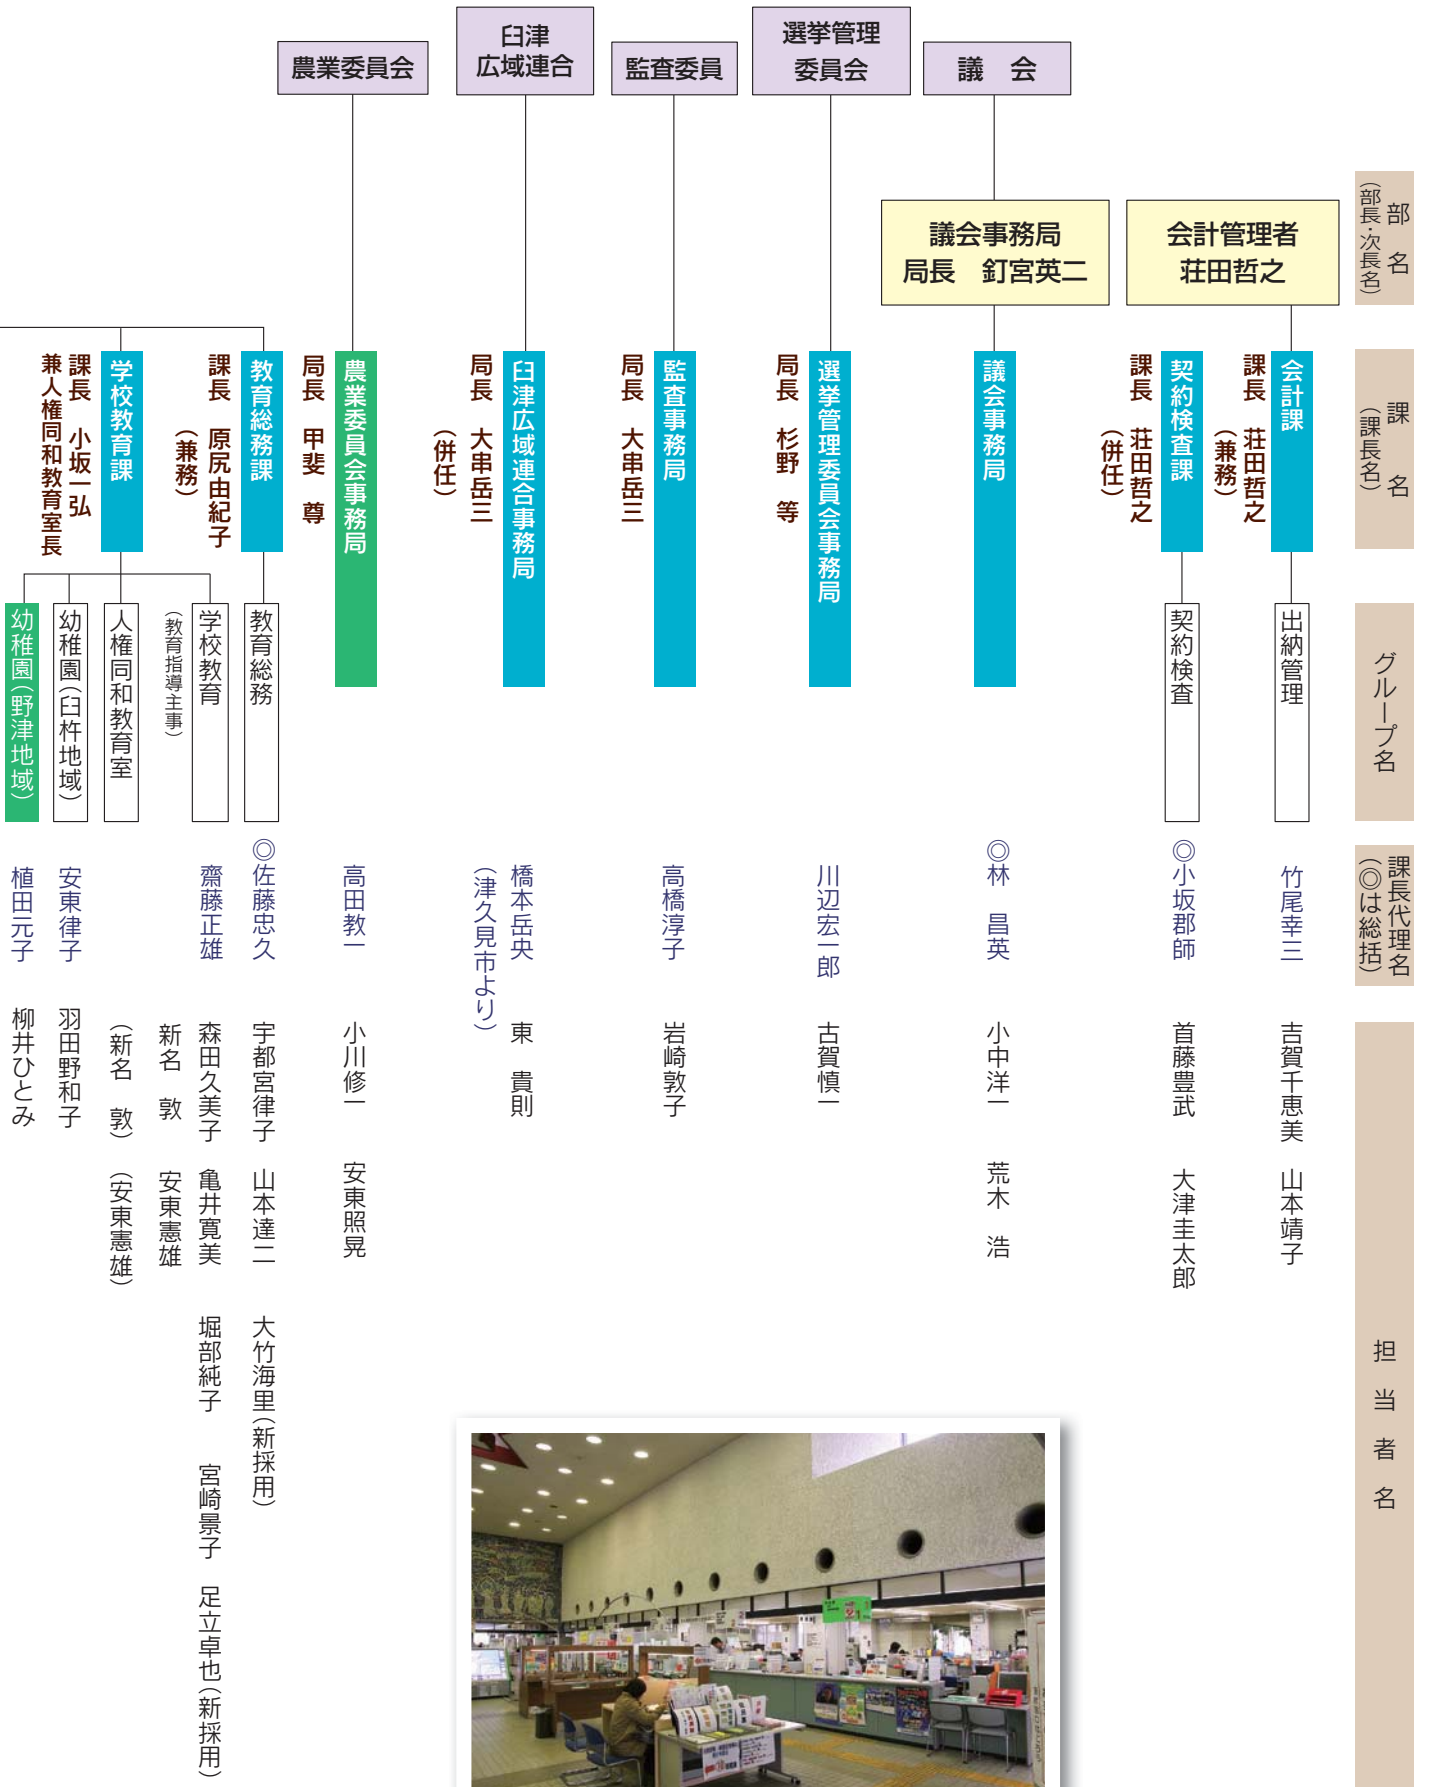 部　名
(部長・次長名)
課　名
(課長名)
グループ名
課長代理名
(◎は総括)
担　当　者　名
会計管理者
荘田哲之
会計課
課長　荘田哲之
(兼務)
出納管理
竹尾幸三
吉賀千恵美　山本靖子
契約検査課
課長　荘田哲之
(併任)
契約検査
◎小坂郡師
首藤豊武　大津圭太郎
議　会
議会事務局
局長　釘宮英二
議会事務局
◎林　昌英
小中洋一　荒木　浩
選挙管理
委員会
選挙管理委員会事務局
局長　杉野　等
川辺宏一郎
古賀慎一
監査委員
監査事務局
局長　大串岳三
高橋淳子
岩崎敦子
臼津
広域連合
臼津広域連合事務局
局長　大串岳三
(併任)
橋本岳央
(津久見市より)
東　貴則
農業委員会
農業委員会事務局
局長　甲斐　尊
高田教一
小川修一　安東照晃
教育総務課
課長　原尻由紀子
(兼務)
教育総務
◎佐藤忠久
宇都宮律子　山本達二　大竹海里(新採用)
学校教育課
課長　小坂一弘
兼人権同和教育室長
学校教育
(教育指導主事)
齋藤正雄
森田久美子　亀井寛美　堀部純子　宮崎景子　足立卓也(新採用)
新名　敦　安東憲雄
人権同和教育室
(新名　敦)　(安東憲雄)
幼稚園(臼杵地域)
安東律子
羽田野和子
幼稚園(野津地域)
植田元子
柳井ひとみ